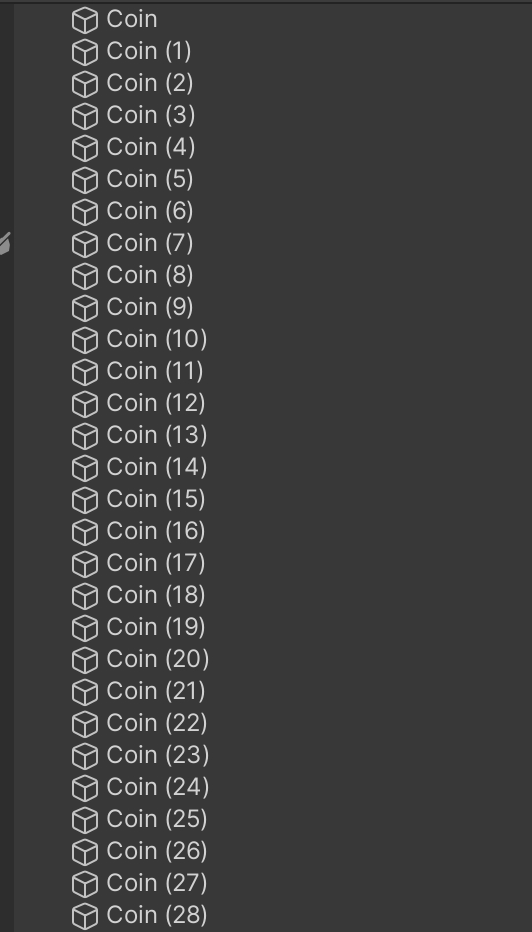 Coin
Coin (1)
Coin (2)
Coin (3)
Coin (4)
Coin (5)
Coin (6)
Coin (7)
Coin (8)
Coin (9)
Coin (10)
Coin (11)
Coin (12)
Coin (13)
Coin (14)
Coin (15)
Coin (16)
Coin (17)
Coin (18)
Coin (19)
Coin (20)
Coin (21)
Coin (22)
Coin (23)
Coin (24)
Coin (25)
Coin (26)
Coin (27)
Coin (28)